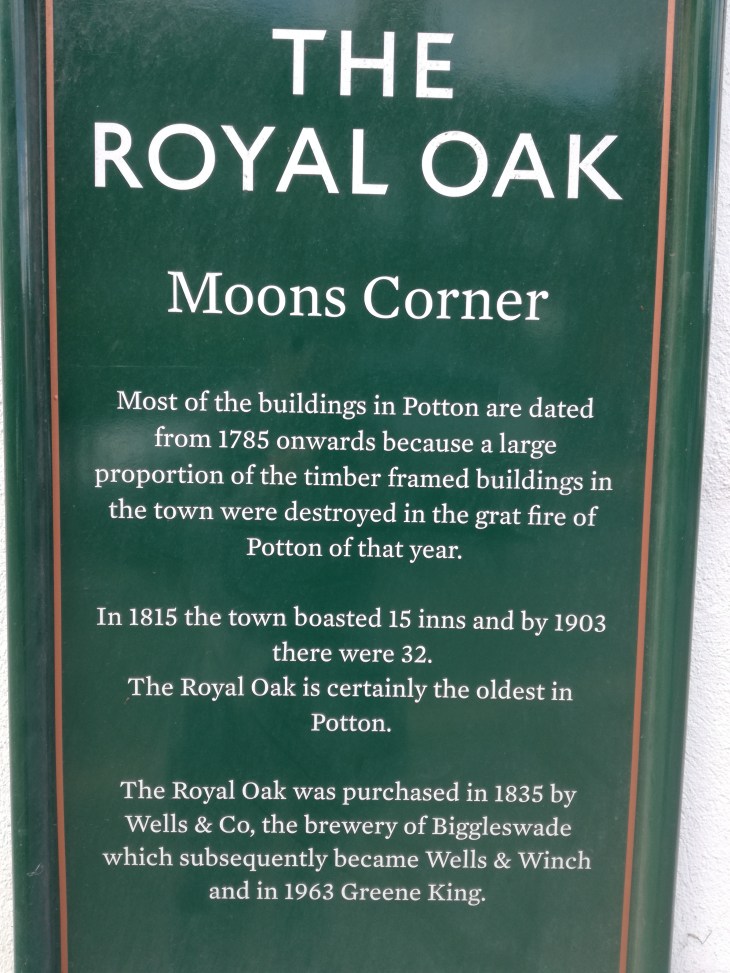 THE
ROYAL OAK
Moons Corner
Most of the buildings in Potton are dated
from 1785 onwards because a large
proportion of the timber framed buildings in
the town were destroyed in the grat fire of
Potton of that year.
In 1815 the town boasted 15 inns and by 1903
there were 32.
The Royal Oak is certainly the oldest in
Potton.
The Royal Oak was purchased in 1835 by
Wells & Co, the brewery of Biggleswade
which subsequently became Wells & Winch
and in 1963 Greene King.